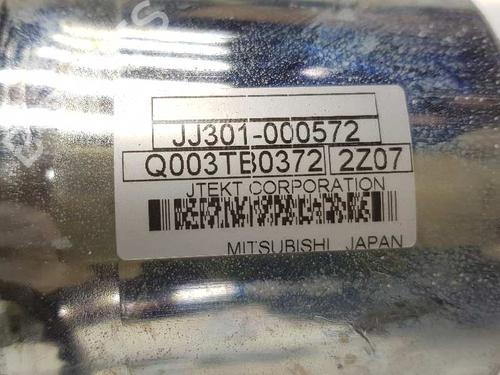 JJ301-000572
Q003TB0372 2Z07
JTEKT CORPORATION
MITSUBISHI JAPAN